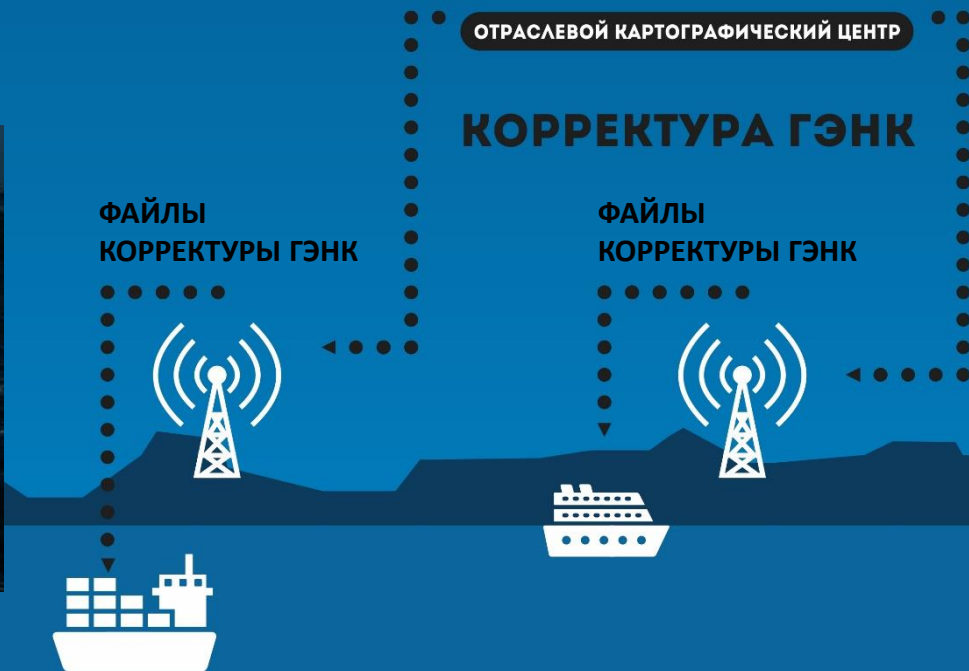 ОТРАСЛЕВОЙ КАРТОГРАФИЧЕСКИЙ ЦЕНТР
КОРРЕКТУРА ГЭНК
ФАЙЛЫ
КОРРЕКТУРЫ ГЭНК
ФАЙЛЫ
КОРРЕКТУРЫ ГЭНК